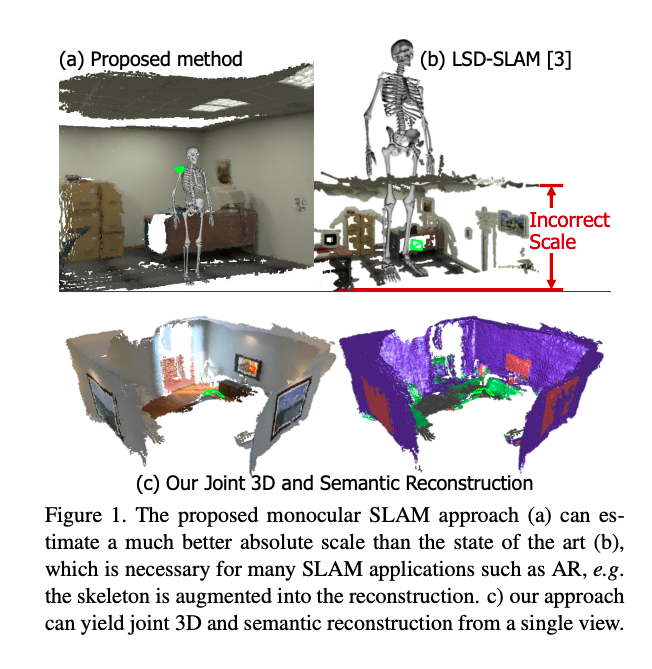 (a) Proposed method
(b) LSD-SLAM [3]
Incorrect
Scale
(c) Our Joint 3D and Semantic Reconstruction
Figure 1. The proposed monocular SLAM approach (a) can es-
timate a much better absolute scale than the state of the art (b),
which is necessary for many SLAM applications such as AR, e.g.
the skeleton is augmented into the reconstruction. c) our approach
can yield joint 3D and semantic reconstruction from a single view.